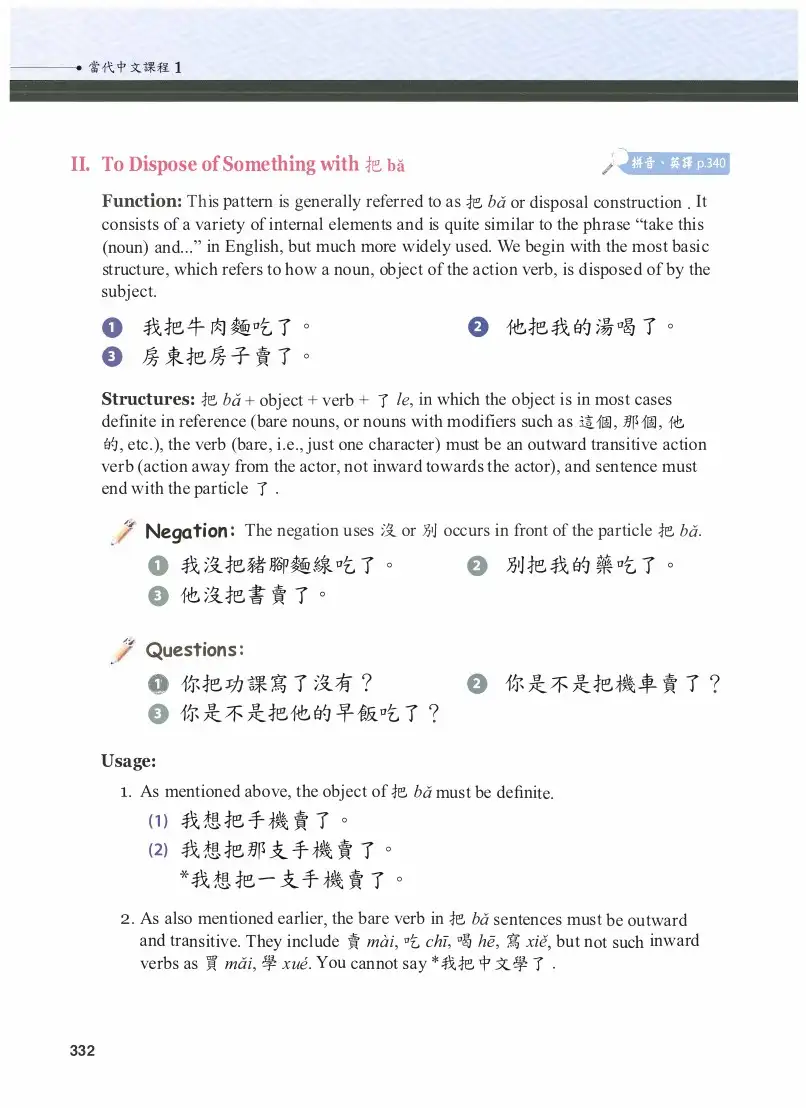 當代中文課程 1
II. To Dispose of Something with 把 bǎ
拼音、英譯 p.340
Function: This pattern is generally referred to as 把 bǎ or disposal construction . It
consists of a variety of internal elements and is quite similar to the phrase “take this
(noun) and...” in English, but much more widely used. We begin with the most basic
structure, which refers to how a noun, object of the action verb, is disposed of by the
subject.
1 我把牛肉麵吃了。
2 他把我的湯喝了。
3 房東把房子賣了。
Structures: 把 bǎ + object + verb + 了 le, in which the object is in most cases
definite in reference (bare nouns, or nouns with modifiers such as 這個, 那個, 他
的, etc.), the verb (bare, i.e., just one character) must be an outward transitive action
verb (action away from the actor, not inward towards the actor), and sentence must
end with the particle 了 .
Negation: The negation uses 沒 or 別 occurs in front of the particle 把 bǎ.
1 我沒把豬腳麵線吃了。
2 別把我的藥吃了。
3 他沒把書賣了。
Questions:
1 你把功課寫了沒有？
2 你是不是把機車賣了？
3 你是不是把他的早飯吃了？
Usage:
1. As mentioned above, the object of 把 bǎ must be definite.
(1) 我想把手機賣了。
(2) 我想把那支手機賣了。
*我想把一支手機賣了。
2. As also mentioned earlier, the bare verb in 把 bǎ sentences must be outward
and transitive. They include 賣 mài, 吃 chī, 喝 hē, 寫 xiě, but not such inward
verbs as 買 mǎi, 學 xué. You cannot say *我把中文學了 .
332